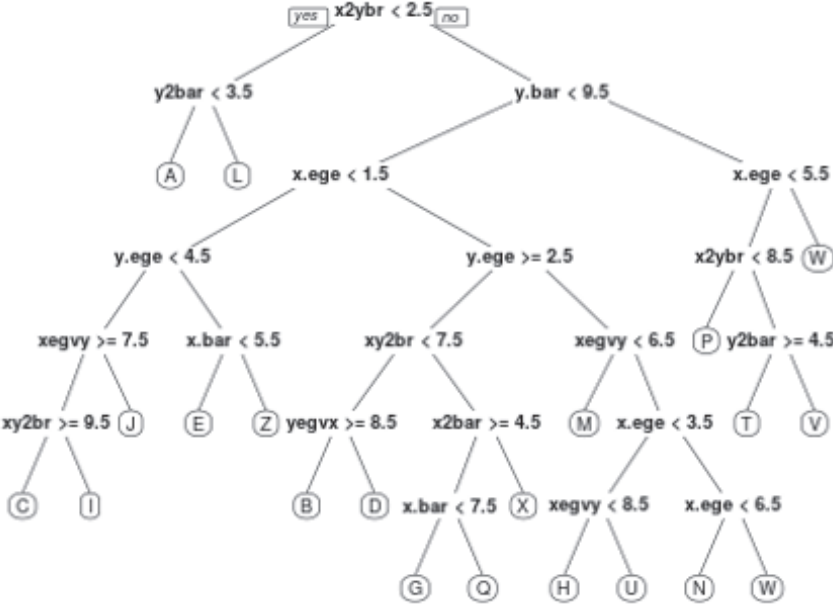 yes x2ybr < 2.5 no
y2bar < 3.5 y.bar < 9.5
A L x.ege < 1.5 x.ege < 5.5
y.ege < 4.5 y.ege >= 2.5 x2ybr < 8.5 W
xegvy >= 7.5 x.bar < 5.5 xy2br < 7.5 xegvy < 6.5 P y2bar >= 4.5
xy2br >= 9.5 J E Z yegvx >= 8.5 x2bar >= 4.5 M x.ege < 3.5 T V
C I B D x.bar < 7.5 X xegvy < 8.5 x.ege < 6.5
G Q H U N W